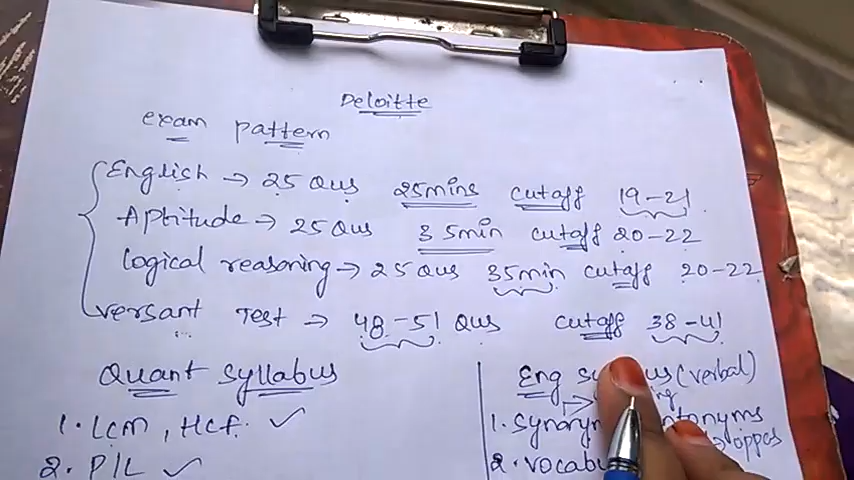 Deloitte
exam pattern
English → 25 Qus 25mins cutoff 19-21
Aptitude → 25 Qus 35min cutoff 20-22
logical reasoning → 25 Qus 35min cutoff 20-22
versant Test → 48-51 Qus cutoff 38-41
Quant syllabus
1. LCM, HCF. ✓
2. P/L ✓
Eng (verbal)
1.
2.